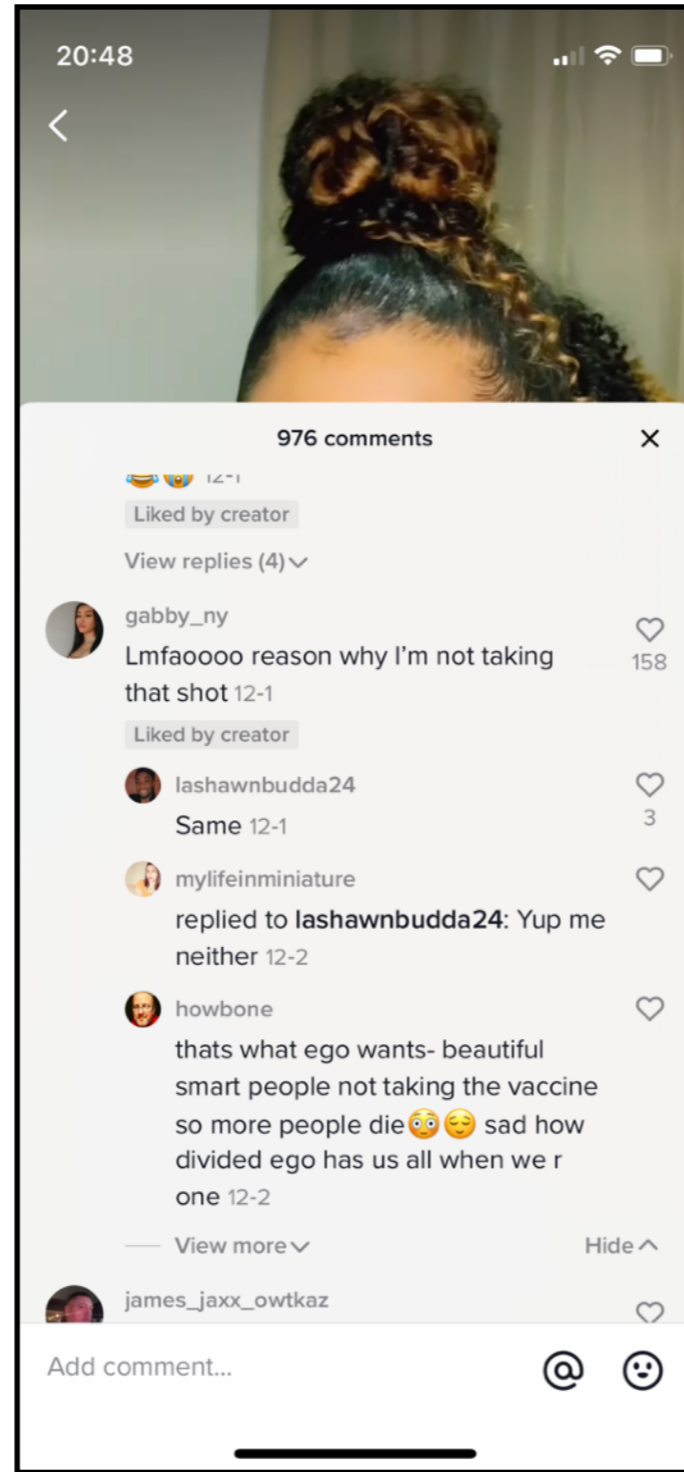 20:48
976 comments
😂😭 12-1
Liked by creator
View replies (4)
gabby_ny
Lmfaoooo reason why I'm not taking
that shot 12-1
158
Liked by creator
lashawnbudda24
Same 12-1
3
mylifeinminiature
replied to lashawnbudda24: Yup me
neither 12-2
howbone
thats what ego wants- beautiful
smart people not taking the vaccine
so more people die😳😌 sad how
divided ego has us all when we r
one 12-2
View more
Hide
james_jaxx_owtkaz
Add comment...
@